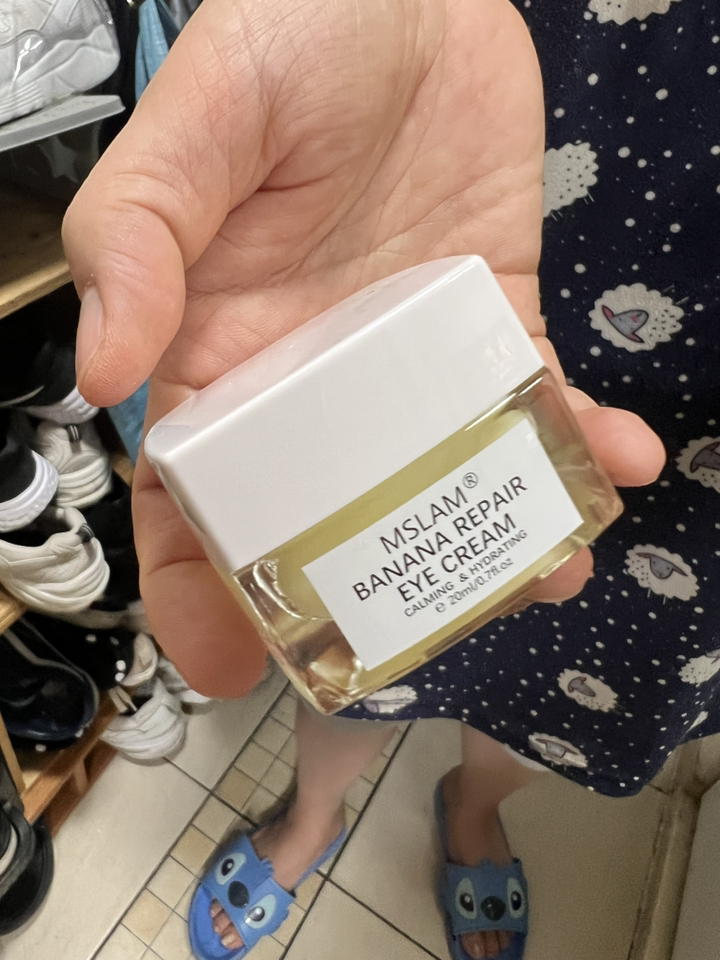 MSLAM®
BANANA REPAIR
EYE CREAM
CALMING & HYDRATING
℮ 20ml/0.7fl.oz